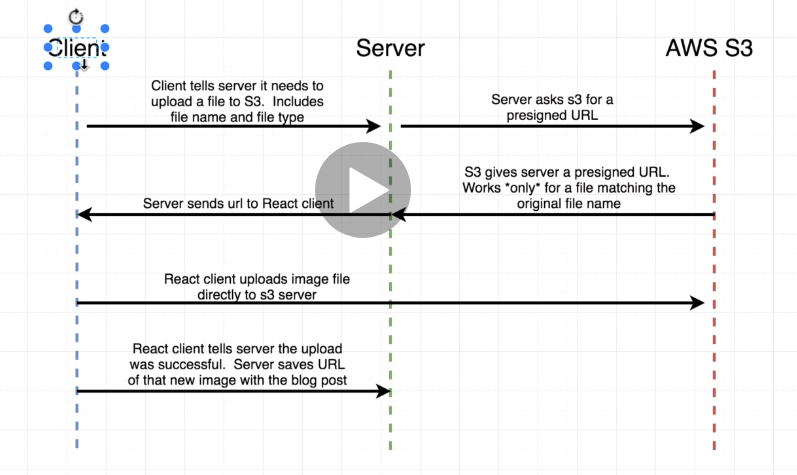 Client
Server
AWS S3
Client tells server it needs to
upload a file to S3. Includes
file name and file type
Server asks s3 for a
presigned URL
S3 gives server a presigned URL.
Works *only* for a file matching the
original file name
Server sends url to React client
React client uploads image file
directly to s3 server
React client tells server the upload
was successful. Server saves URL
of that new image with the blog post